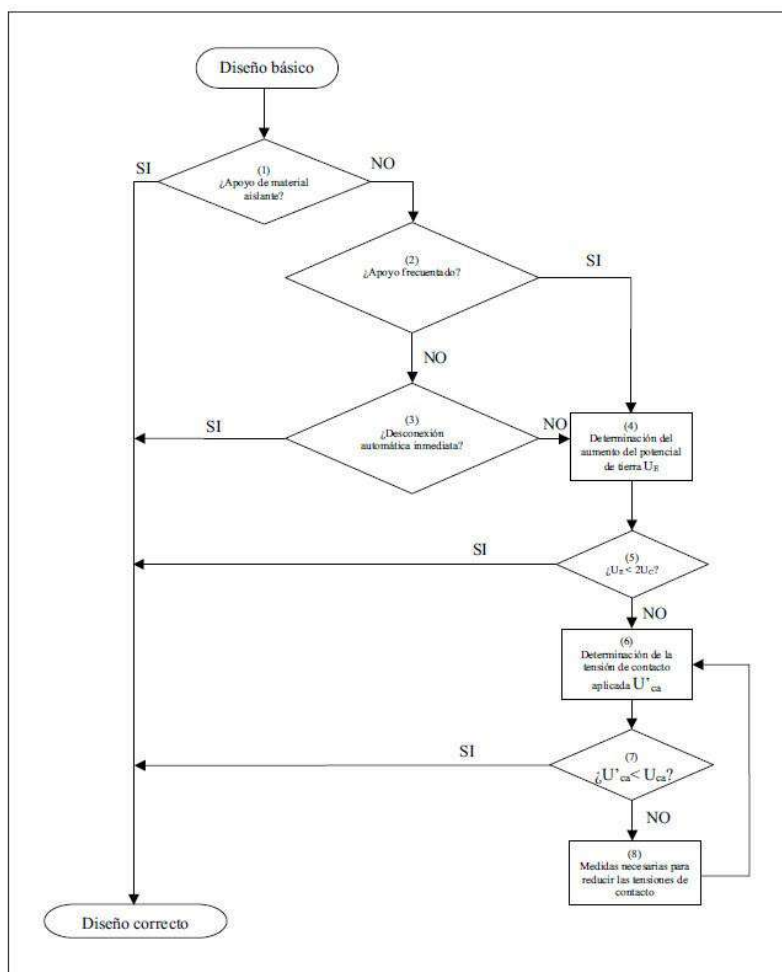 Diseño básico
SI
(1)
¿Apoyo de material
aislante?
NO
(2)
¿Apoyo frecuentado?
SI
NO
SI
(3)
¿Desconexión
automática inmediata?
NO
(4)
Determinación del
aumento del potencial
de tierra UE
SI
(5)
¿UE < 2UC?
NO
(6)
Determinación de la
tensión de contacto
aplicada U'ca
SI
(7)
¿U'ca< Uca?
NO
(8)
Medidas necesarias para
reducir las tensiones de
contacto
Diseño correcto